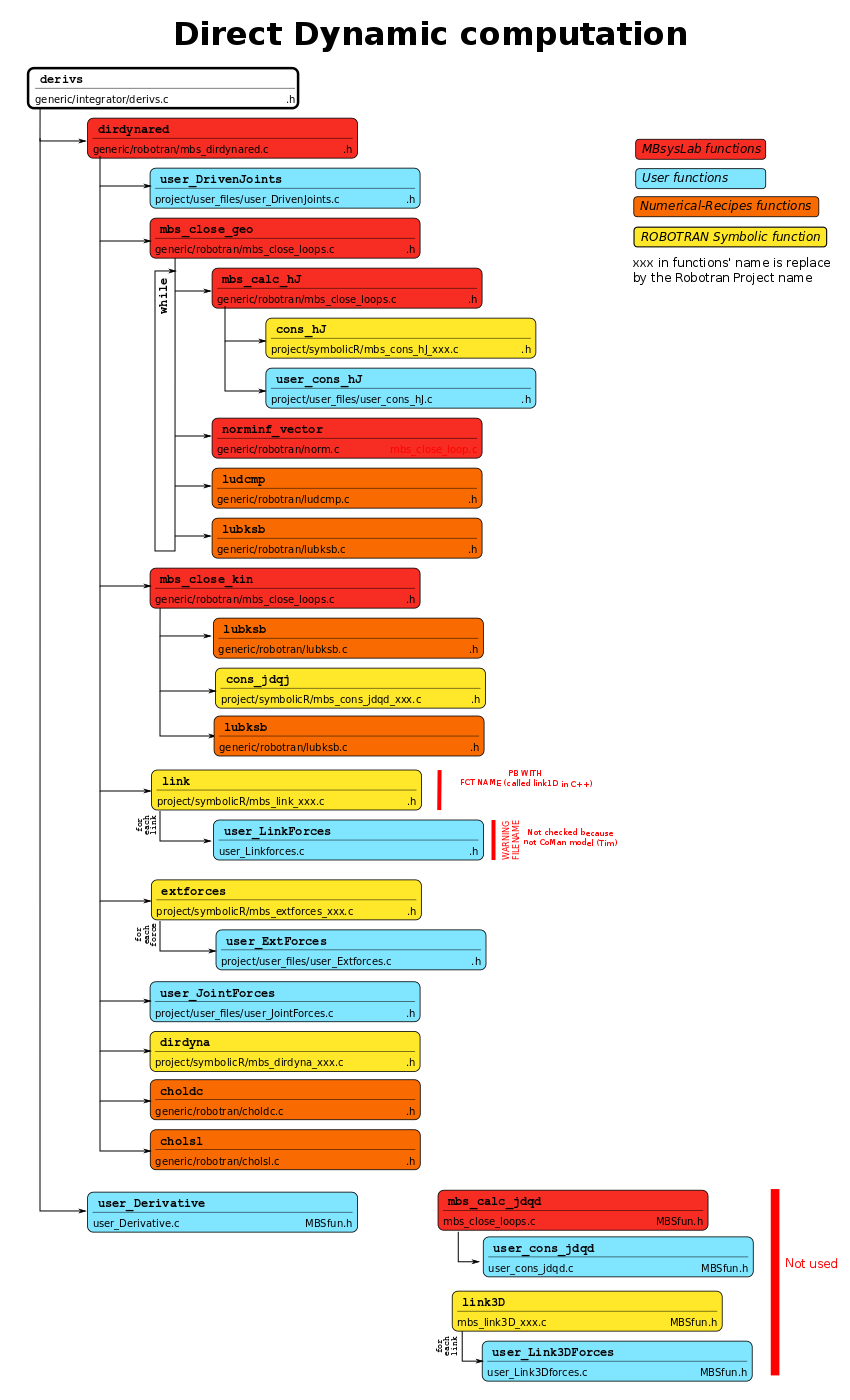 Direct Dynamic computation
derivs
generic/integrator/derivs.c .h
dirdynared
generic/robotran/mbs_dirdynared.c .h
MBsysLab functions
User functions
Numerical-Recipes functions
ROBOTRAN Symbolic function
xxx in functions' name is replace
by the Robotran Project name
user_DrivenJoints
project/user_files/user_DrivenJoints.c .h
mbs_close_geo
generic/robotran/mbs_close_loops.c .h
while
mbs_calc_hJ
generic/robotran/mbs_close_loops.c .h
cons_hJ
project/symbolicR/mbs_cons_hJ_xxx.c .h
user_cons_hJ
project/user_files/user_cons_hJ.c .h
norminf_vector
generic/robotran/norm.c mbs_close_loop.c
ludcmp
generic/robotran/ludcmp.c .h
lubksb
generic/robotran/lubksb.c .h
mbs_close_kin
generic/robotran/mbs_close_loops.c .h
lubksb
generic/robotran/lubksb.c .h
cons_jdqj
project/symbolicR/mbs_cons_jdqd_xxx.c .h
lubksb
generic/robotran/lubksb.c .h
link
project/symbolicR/mbs_link_xxx.c .h
PB WITH
FCT NAME (called link1D in C++)
for
each
link
user_LinkForces
user_Linkforces.c .h
WARNING
FILENAME
Not checked because
not CoMan model (Tim)
extforces
project/symbolicR/mbs_extforces_xxx.c .h
for
each
force
user_ExtForces
project/user_files/user_Extforces.c .h
user_JointForces
project/user_files/user_JointForces.c .h
dirdyna
project/symbolicR/mbs_dirdyna_xxx.c .h
choldc
generic/robotran/choldc.c .h
cholsl
generic/robotran/cholsl.c .h
user_Derivative
user_Derivative.c MBSfun.h
mbs_calc_jdqd
mbs_close_loops.c MBSfun.h
user_cons_jdqd
user_cons_jdqd.c MBSfun.h
Not used
link3D
mbs_link3D_xxx.c MBSfun.h
for
each
link
user_Link3DForces
user_Link3Dforces.c MBSfun.h